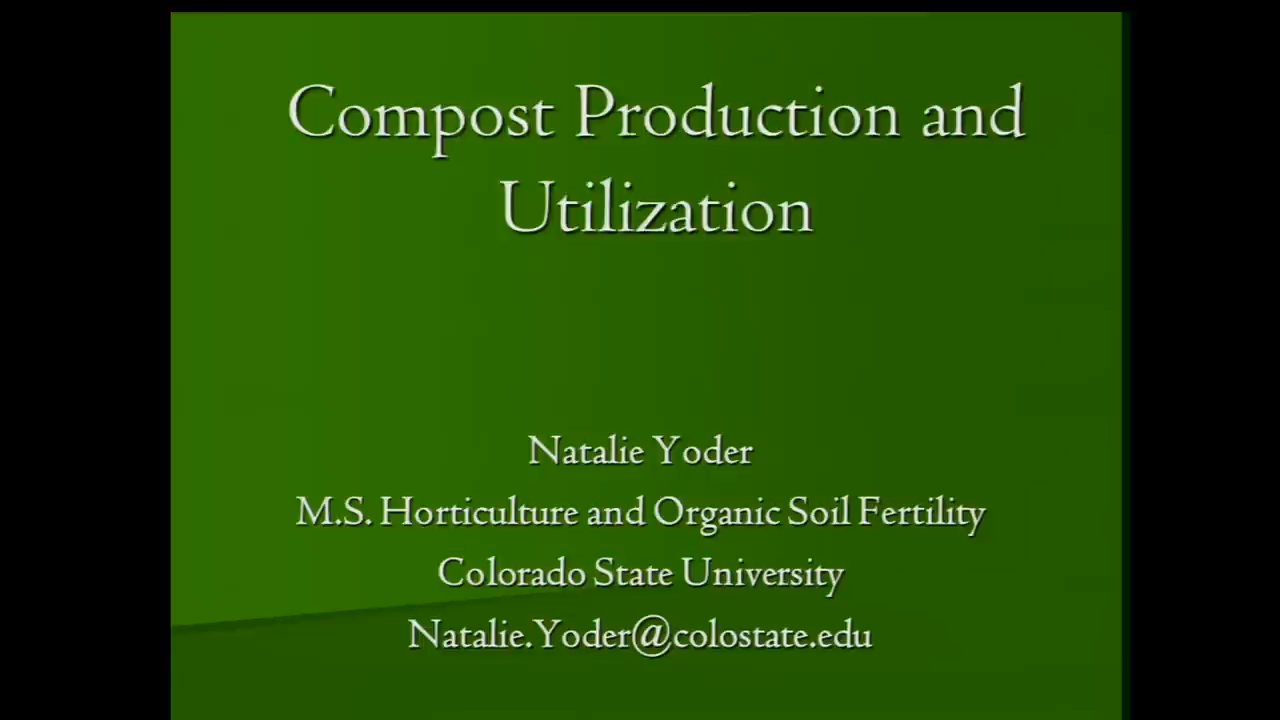 Compost Production and
Utilization
Natalie Yoder
M.S. Horticulture and Organic Soil Fertility
Colorado State University
Natalie.Yoder@colostate.edu